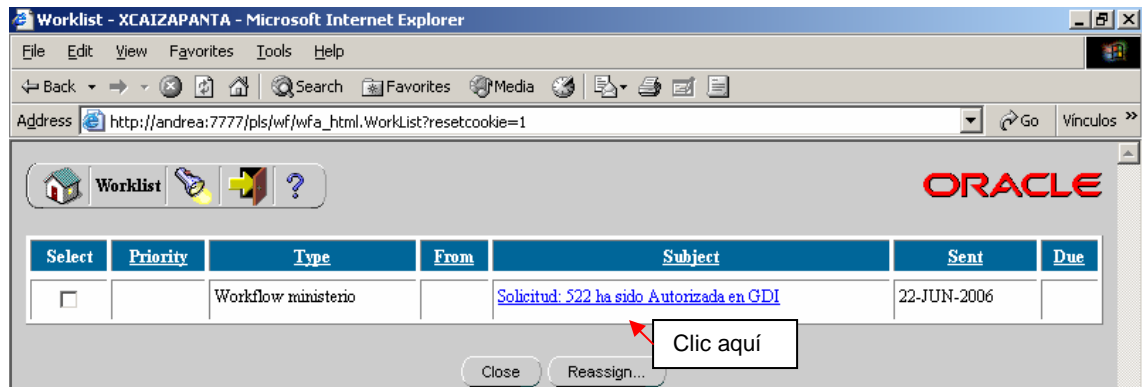 Worklist - XCAIZAPANTA - Microsoft Internet Explorer
File Edit View Favorites Tools Help
Back Search Favorites Media
Address http://andrea:7777/pls/wf/wfa_html.WorkList?resetcookie=1 Go Vínculos »
Worklist ? ORACLE
Select Priority Type From Subject Sent Due
Workflow ministerio Solicitud: 522 ha sido Autorizada en GDI 22-JUN-2006
Clic aquí
Close Reassign...